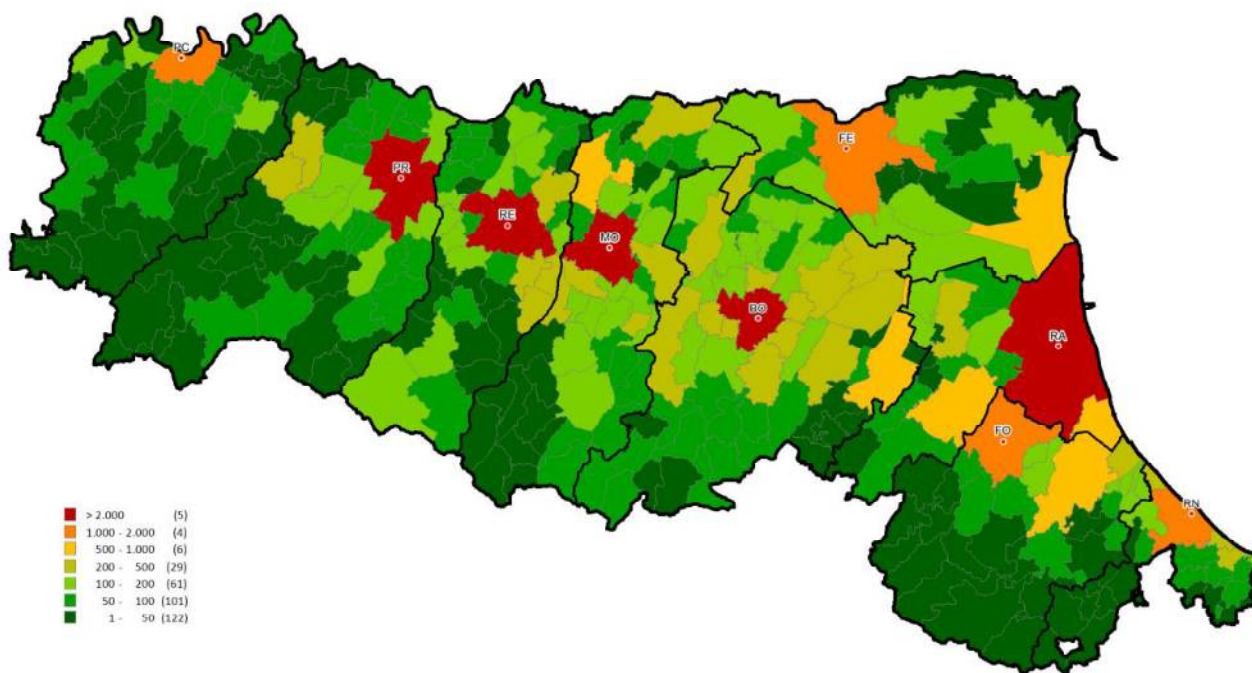 PC
FE
PR
RE
MO
BO
RA
FO
RN
> 2.000 (5)
1.000 - 2.000 (4)
500 - 1.000 (6)
200 - 500 (29)
100 - 200 (61)
50 - 100 (101)
1 - 50 (122)